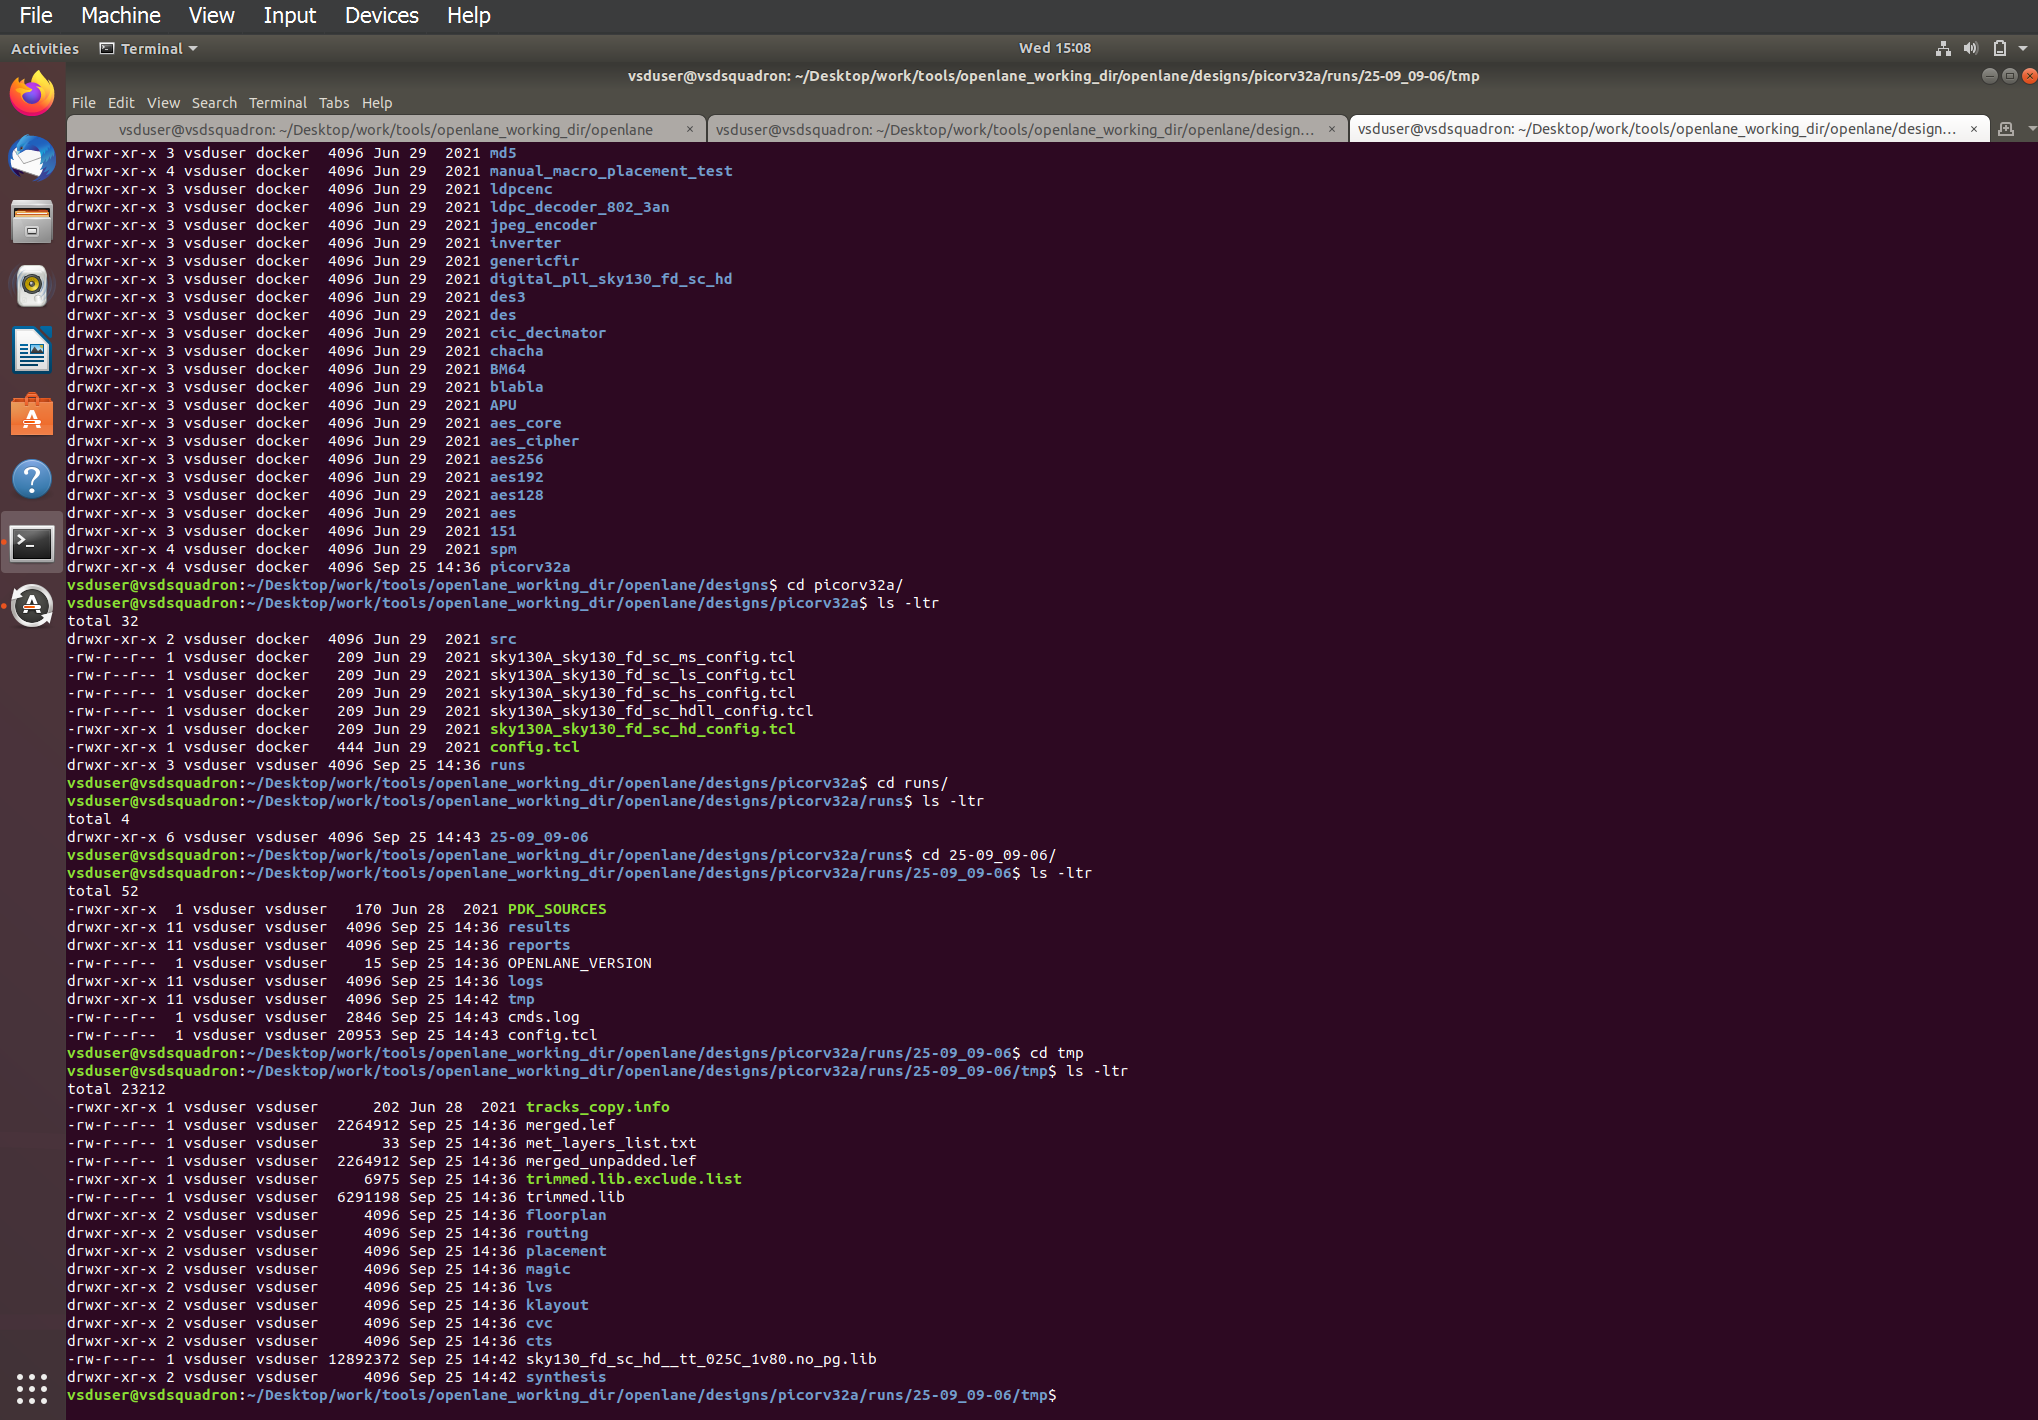 File Machine View Input Devices Help
Activities Terminal Wed 15:08
vsduser@vsdsquadron: ~/Desktop/work/tools/openlane_working_dir/openlane/designs/picorv32a/runs/25-09_09-06/tmp
File Edit View Search Terminal Tabs Help
vsduser@vsdsquadron: ~/Desktop/work/tools/openlane_working_dir/openlane × vsduser@vsdsquadron: ~/Desktop/work/tools/openlane_working_dir/openlane/design... × vsduser@vsdsquadron: ~/Desktop/work/tools/openlane_working_dir/openlane/design... ×
drwxr-xr-x 3 vsduser docker  4096 Jun 29  2021 md5
drwxr-xr-x 4 vsduser docker  4096 Jun 29  2021 manual_macro_placement_test
drwxr-xr-x 3 vsduser docker  4096 Jun 29  2021 ldpcenc
drwxr-xr-x 3 vsduser docker  4096 Jun 29  2021 ldpc_decoder_802_3an
drwxr-xr-x 3 vsduser docker  4096 Jun 29  2021 jpeg_encoder
drwxr-xr-x 3 vsduser docker  4096 Jun 29  2021 inverter
drwxr-xr-x 3 vsduser docker  4096 Jun 29  2021 genericfir
drwxr-xr-x 3 vsduser docker  4096 Jun 29  2021 digital_pll_sky130_fd_sc_hd
drwxr-xr-x 3 vsduser docker  4096 Jun 29  2021 des3
drwxr-xr-x 3 vsduser docker  4096 Jun 29  2021 des
drwxr-xr-x 3 vsduser docker  4096 Jun 29  2021 cic_decimator
drwxr-xr-x 3 vsduser docker  4096 Jun 29  2021 chacha
drwxr-xr-x 3 vsduser docker  4096 Jun 29  2021 BM64
drwxr-xr-x 3 vsduser docker  4096 Jun 29  2021 blabla
drwxr-xr-x 3 vsduser docker  4096 Jun 29  2021 APU
drwxr-xr-x 3 vsduser docker  4096 Jun 29  2021 aes_core
drwxr-xr-x 3 vsduser docker  4096 Jun 29  2021 aes_cipher
drwxr-xr-x 3 vsduser docker  4096 Jun 29  2021 aes256
drwxr-xr-x 3 vsduser docker  4096 Jun 29  2021 aes192
drwxr-xr-x 3 vsduser docker  4096 Jun 29  2021 aes128
drwxr-xr-x 3 vsduser docker  4096 Jun 29  2021 aes
drwxr-xr-x 3 vsduser docker  4096 Jun 29  2021 151
drwxr-xr-x 4 vsduser docker  4096 Jun 29  2021 spm
drwxr-xr-x 4 vsduser docker  4096 Sep 25 14:36 picorv32a
vsduser@vsdsquadron:~/Desktop/work/tools/openlane_working_dir/openlane/designs$ cd picorv32a/
vsduser@vsdsquadron:~/Desktop/work/tools/openlane_working_dir/openlane/designs/picorv32a$ ls -ltr
total 32
drwxr-xr-x 2 vsduser docker  4096 Jun 29  2021 src
-rw-r--r-- 1 vsduser docker   209 Jun 29  2021 sky130A_sky130_fd_sc_ms_config.tcl
-rw-r--r-- 1 vsduser docker   209 Jun 29  2021 sky130A_sky130_fd_sc_ls_config.tcl
-rw-r--r-- 1 vsduser docker   209 Jun 29  2021 sky130A_sky130_fd_sc_hs_config.tcl
-rw-r--r-- 1 vsduser docker   209 Jun 29  2021 sky130A_sky130_fd_sc_hdll_config.tcl
-rwxr-xr-x 1 vsduser docker   209 Jun 29  2021 sky130A_sky130_fd_sc_hd_config.tcl
-rwxr-xr-x 1 vsduser docker   444 Jun 29  2021 config.tcl
drwxr-xr-x 3 vsduser vsduser 4096 Sep 25 14:36 runs
vsduser@vsdsquadron:~/Desktop/work/tools/openlane_working_dir/openlane/designs/picorv32a$ cd runs/
vsduser@vsdsquadron:~/Desktop/work/tools/openlane_working_dir/openlane/designs/picorv32a/runs$ ls -ltr
total 4
drwxr-xr-x 6 vsduser vsduser 4096 Sep 25 14:43 25-09_09-06
vsduser@vsdsquadron:~/Desktop/work/tools/openlane_working_dir/openlane/designs/picorv32a/runs$ cd 25-09_09-06/
vsduser@vsdsquadron:~/Desktop/work/tools/openlane_working_dir/openlane/designs/picorv32a/runs/25-09_09-06$ ls -ltr
total 52
-rwxr-xr-x  1 vsduser vsduser   170 Jun 28  2021 PDK_SOURCES
drwxr-xr-x 11 vsduser vsduser  4096 Sep 25 14:36 results
drwxr-xr-x 11 vsduser vsduser  4096 Sep 25 14:36 reports
-rw-r--r--  1 vsduser vsduser    15 Sep 25 14:36 OPENLANE_VERSION
drwxr-xr-x 11 vsduser vsduser  4096 Sep 25 14:36 logs
drwxr-xr-x 11 vsduser vsduser  4096 Sep 25 14:42 tmp
-rw-r--r--  1 vsduser vsduser  2846 Sep 25 14:43 cmds.log
-rw-r--r--  1 vsduser vsduser 20953 Sep 25 14:43 config.tcl
vsduser@vsdsquadron:~/Desktop/work/tools/openlane_working_dir/openlane/designs/picorv32a/runs/25-09_09-06$ cd tmp
vsduser@vsdsquadron:~/Desktop/work/tools/openlane_working_dir/openlane/designs/picorv32a/runs/25-09_09-06/tmp$ ls -ltr
total 23212
-rwxr-xr-x 1 vsduser vsduser      202 Jun 28  2021 tracks_copy.info
-rw-r--r-- 1 vsduser vsduser  2264912 Sep 25 14:36 merged.lef
-rw-r--r-- 1 vsduser vsduser       33 Sep 25 14:36 met_layers_list.txt
-rw-r--r-- 1 vsduser vsduser  2264912 Sep 25 14:36 merged_unpadded.lef
-rwxr-xr-x 1 vsduser vsduser     6975 Sep 25 14:36 trimmed.lib.exclude.list
-rw-r--r-- 1 vsduser vsduser  6291198 Sep 25 14:36 trimmed.lib
drwxr-xr-x 2 vsduser vsduser     4096 Sep 25 14:36 floorplan
drwxr-xr-x 2 vsduser vsduser     4096 Sep 25 14:36 routing
drwxr-xr-x 2 vsduser vsduser     4096 Sep 25 14:36 placement
drwxr-xr-x 2 vsduser vsduser     4096 Sep 25 14:36 magic
drwxr-xr-x 2 vsduser vsduser     4096 Sep 25 14:36 lvs
drwxr-xr-x 2 vsduser vsduser     4096 Sep 25 14:36 klayout
drwxr-xr-x 2 vsduser vsduser     4096 Sep 25 14:36 cvc
drwxr-xr-x 2 vsduser vsduser     4096 Sep 25 14:36 cts
-rw-r--r-- 1 vsduser vsduser 12892372 Sep 25 14:42 sky130_fd_sc_hd__tt_025C_1v80.no_pg.lib
drwxr-xr-x 2 vsduser vsduser     4096 Sep 25 14:42 synthesis
vsduser@vsdsquadron:~/Desktop/work/tools/openlane_working_dir/openlane/designs/picorv32a/runs/25-09_09-06/tmp$